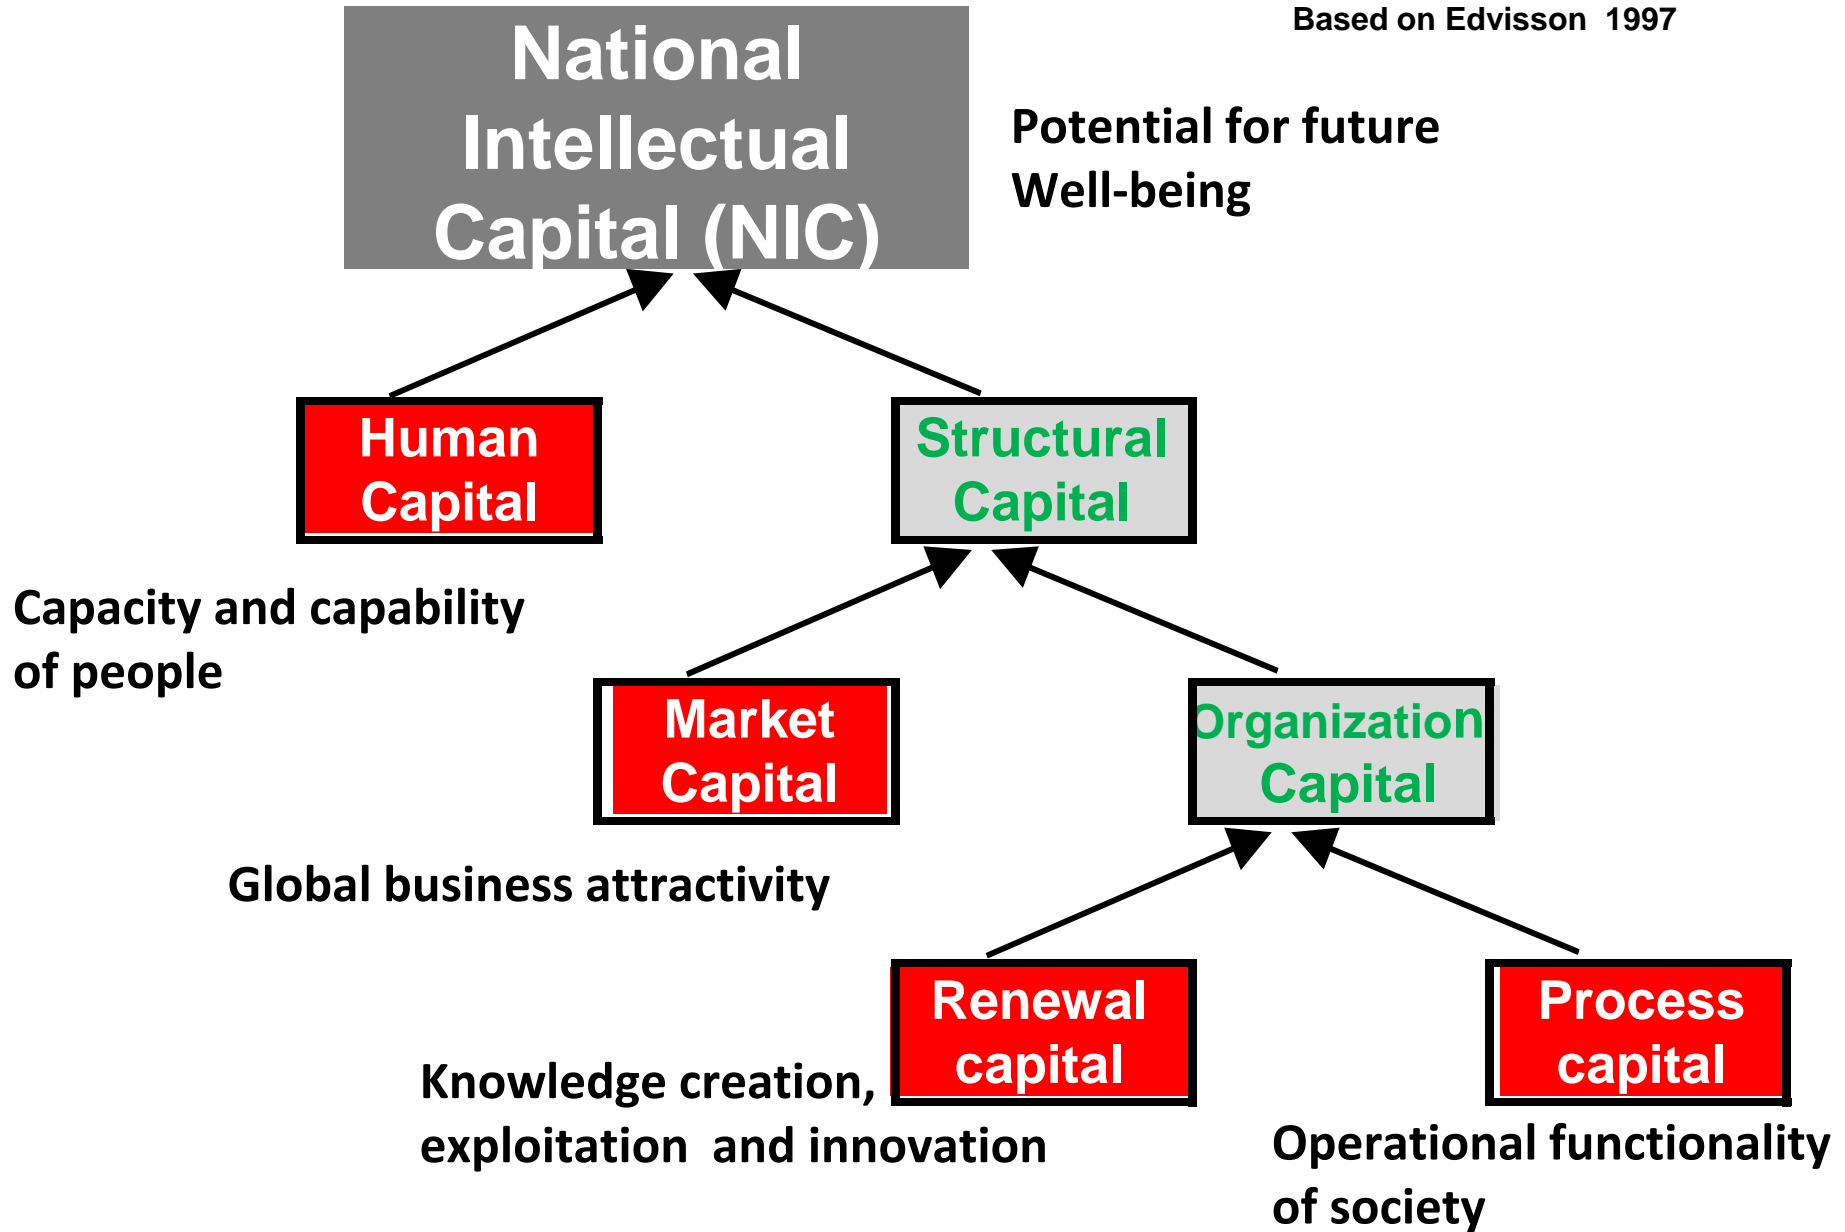 Based on Edvisson 1997
National
Intellectual
Capital (NIC)
Potential for future
Well-being
Human
Capital
Structural
Capital
Capacity and capability
of people
Market
Capital
Organization
Capital
Global business attractivity
Renewal
capital
Process
capital
Knowledge creation,
exploitation and innovation
Operational functionality
of society